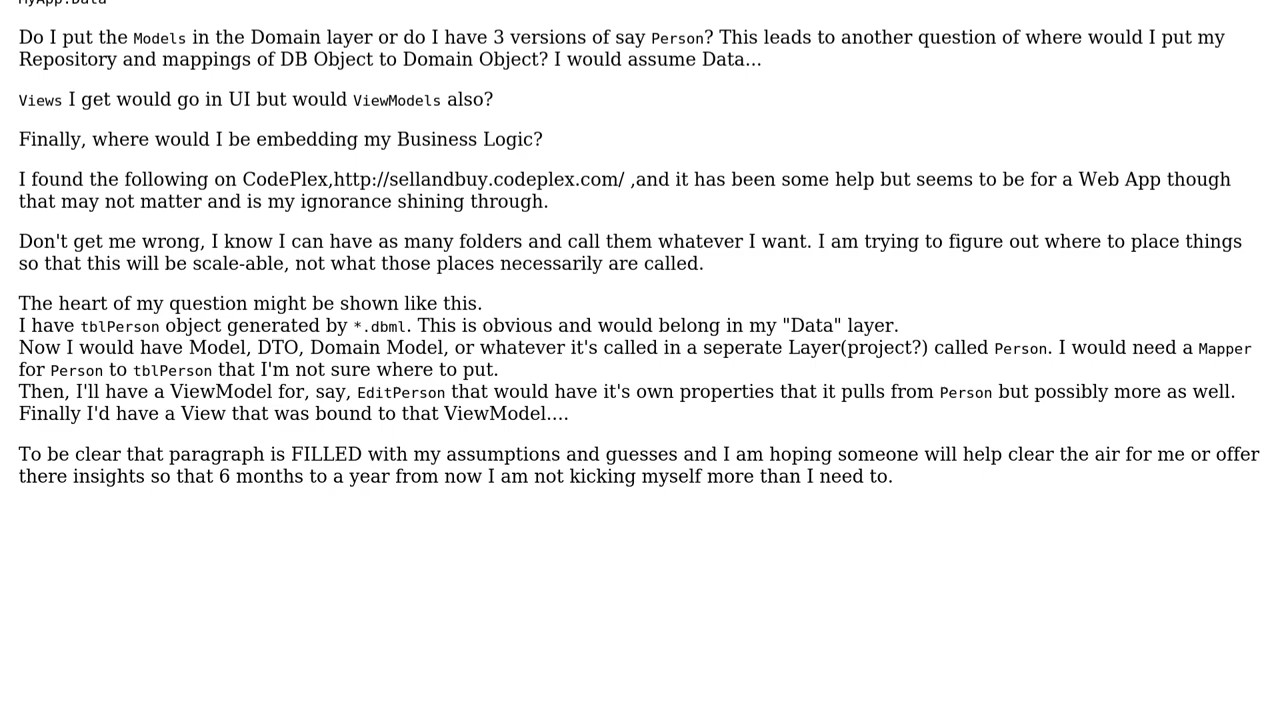 MyApp.Data
Do I put the Models in the Domain layer or do I have 3 versions of say Person? This leads to another question of where would I put my
Repository and mappings of DB Object to Domain Object? I would assume Data...
Views I get would go in UI but would ViewModels also?
Finally, where would I be embedding my Business Logic?
I found the following on CodePlex,http://sellandbuy.codeplex.com/ ,and it has been some help but seems to be for a Web App though
that may not matter and is my ignorance shining through.
Don't get me wrong, I know I can have as many folders and call them whatever I want. I am trying to figure out where to place things
so that this will be scale-able, not what those places necessarily are called.
The heart of my question might be shown like this.
I have tblPerson object generated by *.dbml. This is obvious and would belong in my "Data" layer.
Now I would have Model, DTO, Domain Model, or whatever it's called in a seperate Layer(project?) called Person. I would need a Mapper
for Person to tblPerson that I'm not sure where to put.
Then, I'll have a ViewModel for, say, EditPerson that would have it's own properties that it pulls from Person but possibly more as well.
Finally I'd have a View that was bound to that ViewModel....
To be clear that paragraph is FILLED with my assumptions and guesses and I am hoping someone will help clear the air for me or offer
there insights so that 6 months to a year from now I am not kicking myself more than I need to.